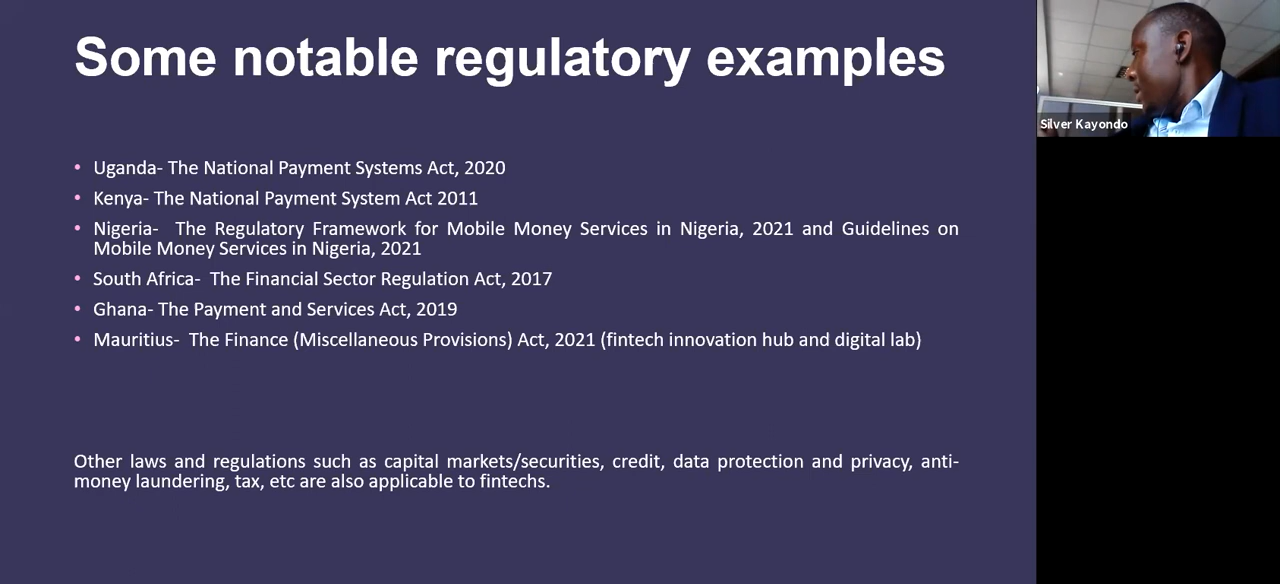 Some notable regulatory examples
• Uganda- The National Payment Systems Act, 2020
• Kenya- The National Payment System Act 2011
• Nigeria- The Regulatory Framework for Mobile Money Services in Nigeria, 2021 and Guidelines on
Mobile Money Services in Nigeria, 2021
• South Africa- The Financial Sector Regulation Act, 2017
• Ghana- The Payment and Services Act, 2019
• Mauritius- The Finance (Miscellaneous Provisions) Act, 2021 (fintech innovation hub and digital lab)
Other laws and regulations such as capital markets/securities, credit, data protection and privacy, anti-
money laundering, tax, etc are also applicable to fintechs.
Silver Kayondo